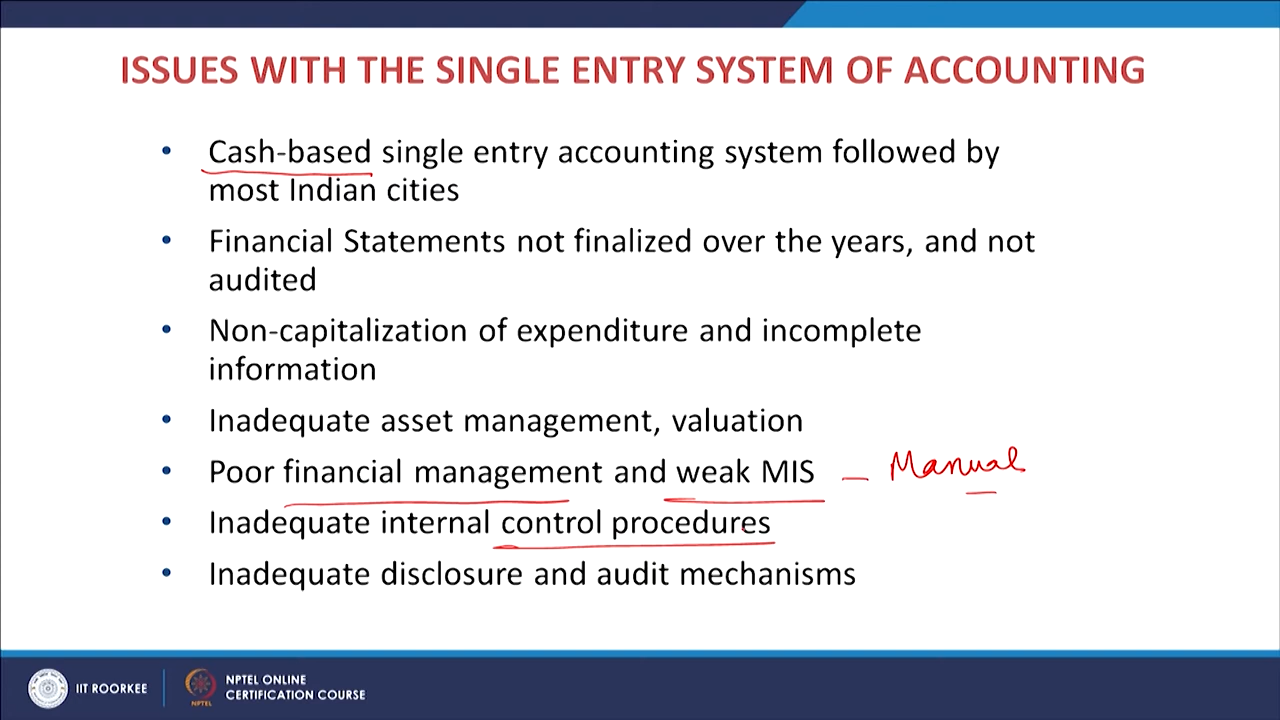 ISSUES WITH THE SINGLE ENTRY SYSTEM OF ACCOUNTING
• Cash-based single entry accounting system followed by
most Indian cities
• Financial Statements not finalized over the years, and not
audited
• Non-capitalization of expenditure and incomplete
information
• Inadequate asset management, valuation
• Poor financial management and weak MIS – Manual
• Inadequate internal control procedures
• Inadequate disclosure and audit mechanisms
IIT ROORKEE
NPTEL
NPTEL ONLINE
CERTIFICATION COURSE